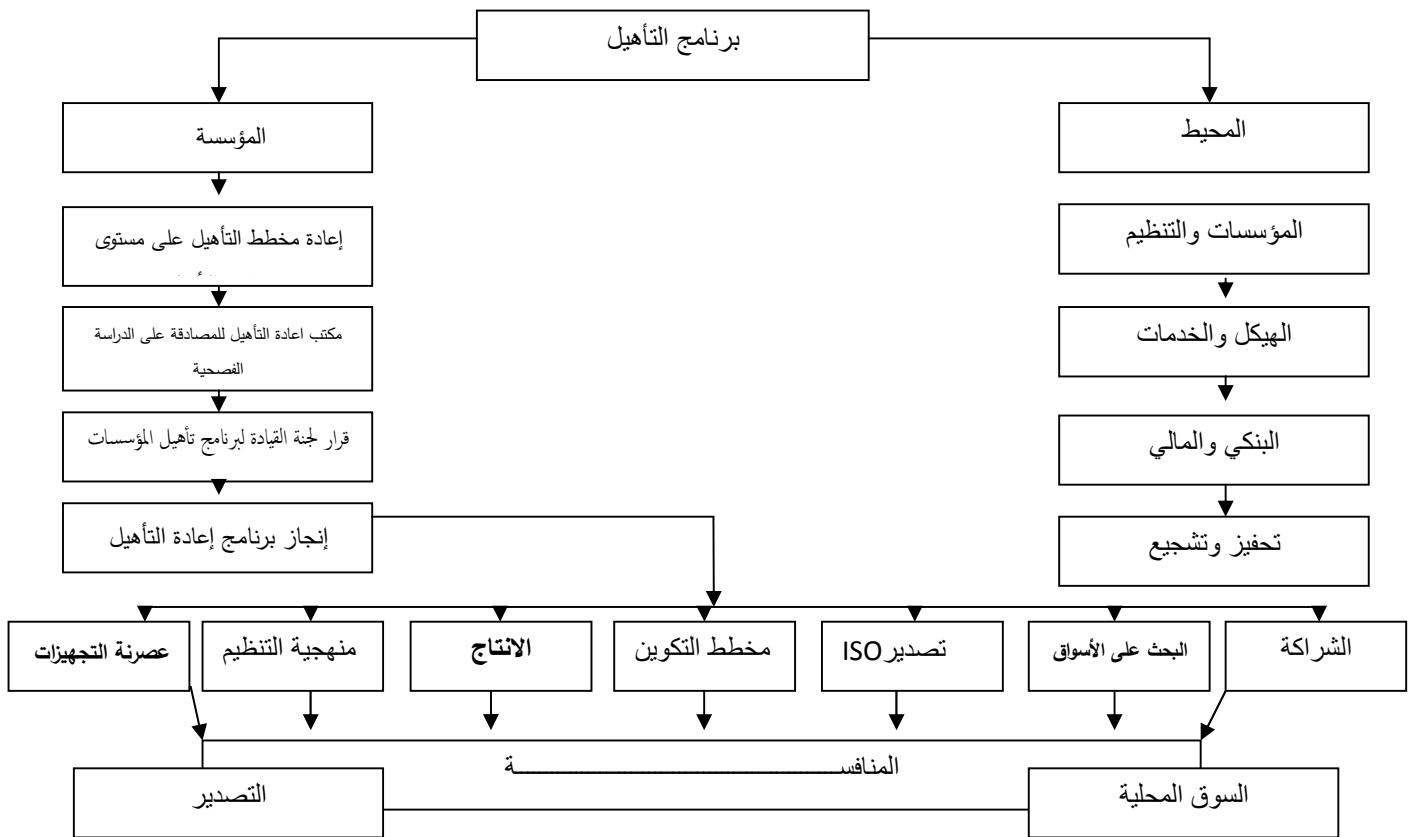 برنامج التأهيل
المحيط
المؤسسة
المؤسسات والتنظيم
إعادة مخطط التأهيل على مستوى
الهيكل والخدمات
مكتب اعادة التأهيل للمصادقة على الدراسة
الفصحية
البنكي والمالي
قرار لجنة القيادة لبرنامج تأهيل المؤسسات
تحفيز وتشجيع
إنجاز برنامج إعادة التأهيل
الشراكة
البحث على الأسواق
تصدير ISO
مخطط التكوين
الانتاج
منهجية التنظيم
عصرنة التجهيزات
المنافســــــــــة
السوق المحلية
التصدير